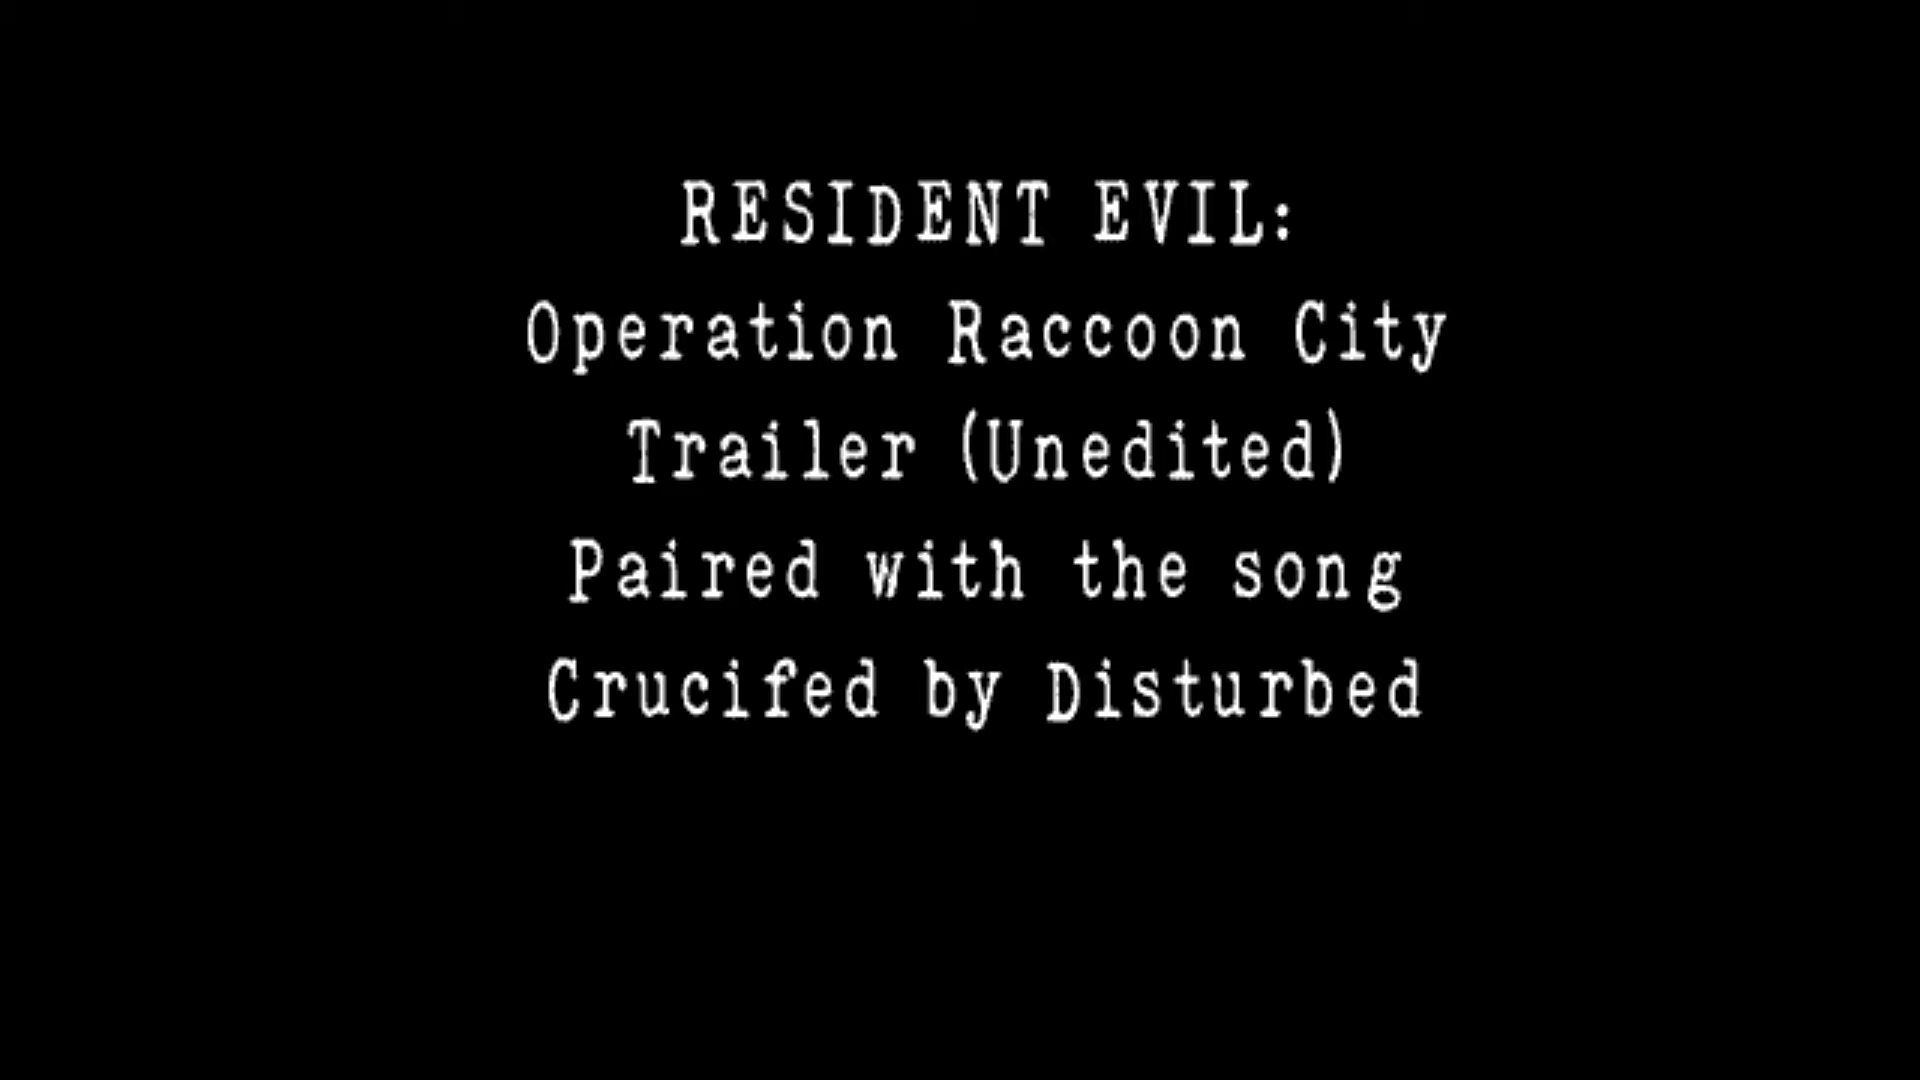 RESIDENT EVIL:
Operation Raccoon City
Trailer (Unedited)
Paired with the song
Crucifed by Disturbed